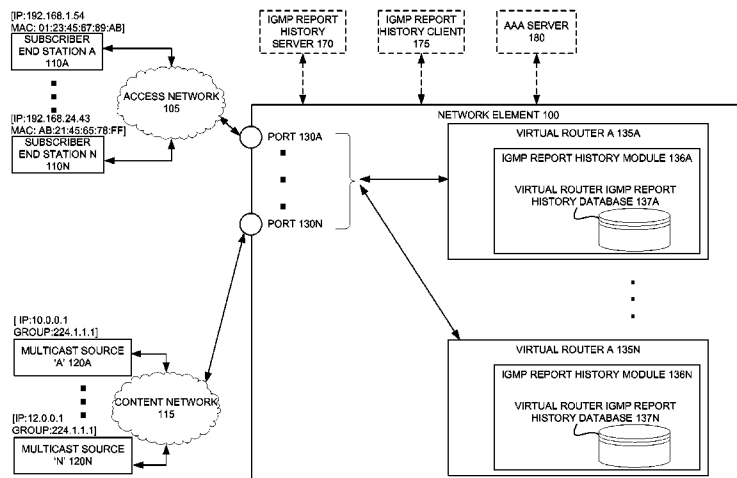 [IP:192.168.1.54
MAC: 01:23:45:67:89:AB]
SUBSCRIBER
END STATION A
110A
[IP:192.168.24.43
MAC: AB:21:45:65:78:FF]
SUBSCRIBER
END STATION N
110N
ACCESS NETWORK
105
IGMP REPORT
HISTORY
SERVER 170
IGMP REPORT
HISTORY CLIENT
175
AAA SERVER
180
NETWORK ELEMENT 100
PORT 130A
PORT 130N
VIRTUAL ROUTER A 135A
IGMP REPORT HISTORY MODULE 136A
VIRTUAL ROUTER IGMP REPORT
HISTORY DATABASE 137A
VIRTUAL ROUTER A 135N
IGMP REPORT HISTORY MODULE 136N
VIRTUAL ROUTER IGMP REPORT
HISTORY DATABASE 137N
[ IP:10.0.0.1
GROUP:224.1.1.1]
MULTICAST SOURCE
'A' 120A
[IP:12.0.0.1
GROUP:224.1.1.1]
MULTICAST SOURCE
'N' 120N
CONTENT NETWORK
115